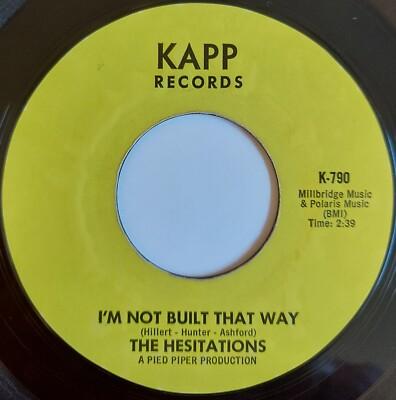 KAPP
RECORDS
K-790
Millbridge Music
& Polaris Music
(BMI)
Time: 2:39
I'M NOT BUILT THAT WAY
(Hillert - Hunter - Ashford)
THE HESITATIONS
A PIED PIPER PRODUCTION